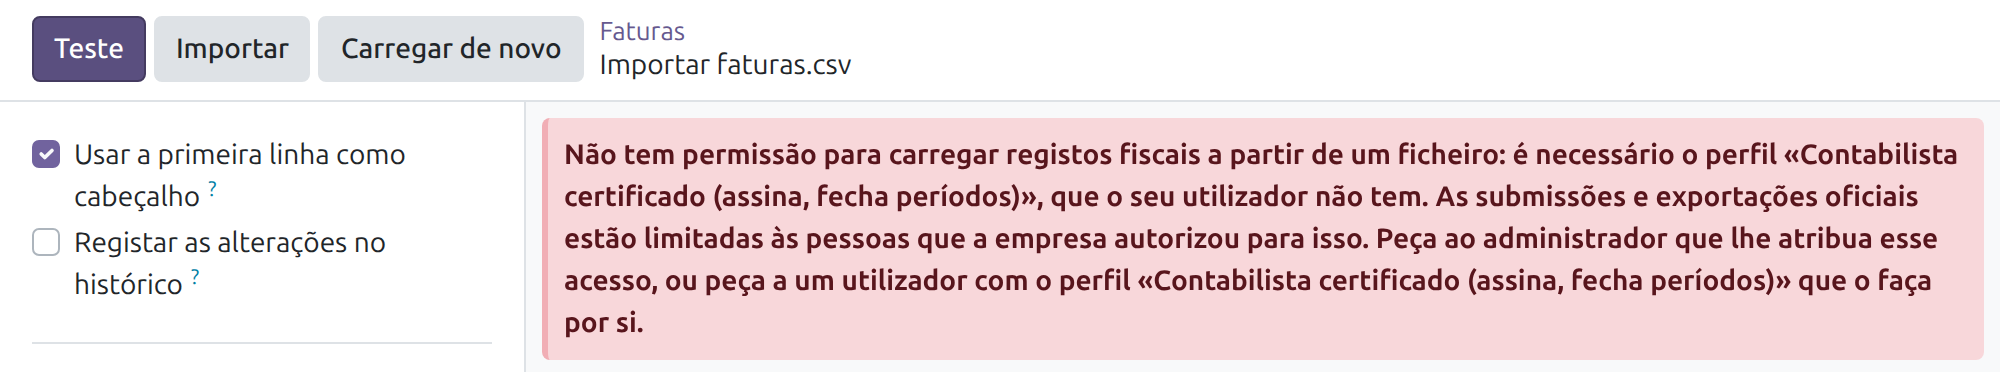 Teste
Importar
Carregar de novo
Faturas
Importar faturas.csv
Usar a primeira linha como
cabeçalho ?
Registar as alterações no
histórico ?
Não tem permissão para carregar registos fiscais a partir de um ficheiro: é necessário o perfil «Contabilista
certificado (assina, fecha períodos)», que o seu utilizador não tem. As submissões e exportações oficiais
estão limitadas às pessoas que a empresa autorizou para isso. Peça ao administrador que lhe atribua esse
acesso, ou peça a um utilizador com o perfil «Contabilista certificado (assina, fecha períodos)» que o faça
por si.